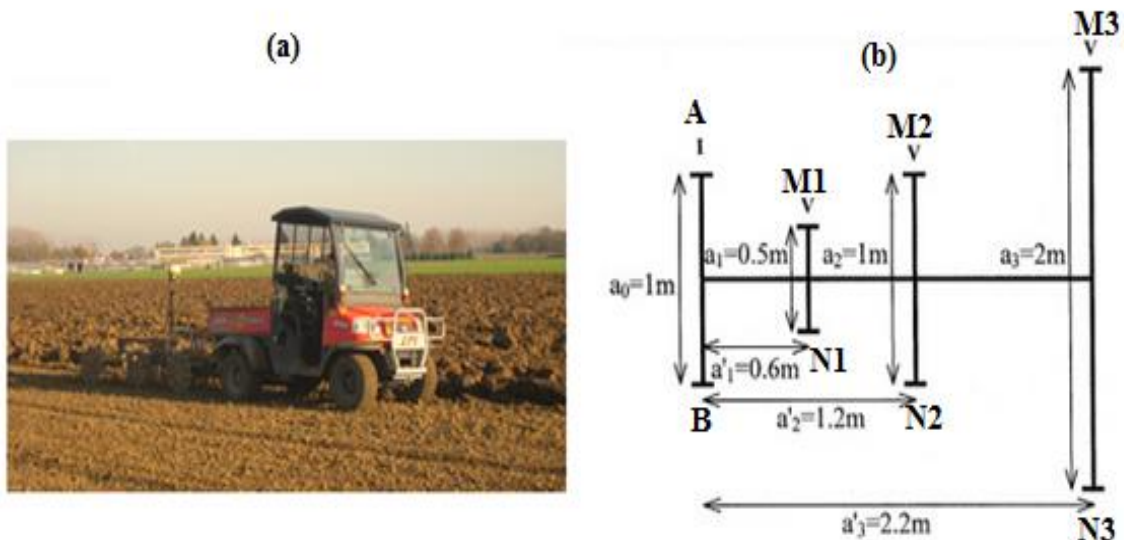 (a)
(b)
A
I
M1
V
M2
V
M3
V
a₀=1m
a₁=0.5m
a₂=1m
a₃=2m
a'₁=0.6m
N1
B
a'₂=1.2m
N2
a'₃=2.2m
N3